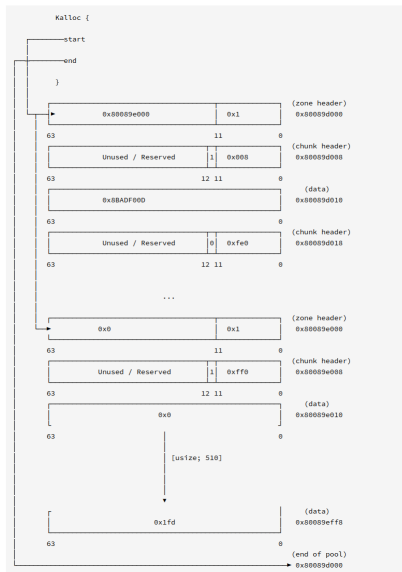 Kalloc {
start
end
}
(zone header)
0x80089e000 0x1 0x80089d000
63 11 0
(chunk header)
Unused / Reserved 1 0x008 0x80089d008
63 12 11 0
(data)
0x8BADF00D 0x80089d010
63 0
(chunk header)
Unused / Reserved 0 0xfe0 0x80089d018
63 12 11 0
...
(zone header)
0x0 0x1 0x80089e000
63 11 0
(chunk header)
Unused / Reserved 1 0xff0 0x80089e008
63 12 11 0
(data)
0x0 0x80089e010
63 0
[usize; 510]
(data)
0x1fd 0x80089eff8
63 0
(end of pool)
0x80089d000